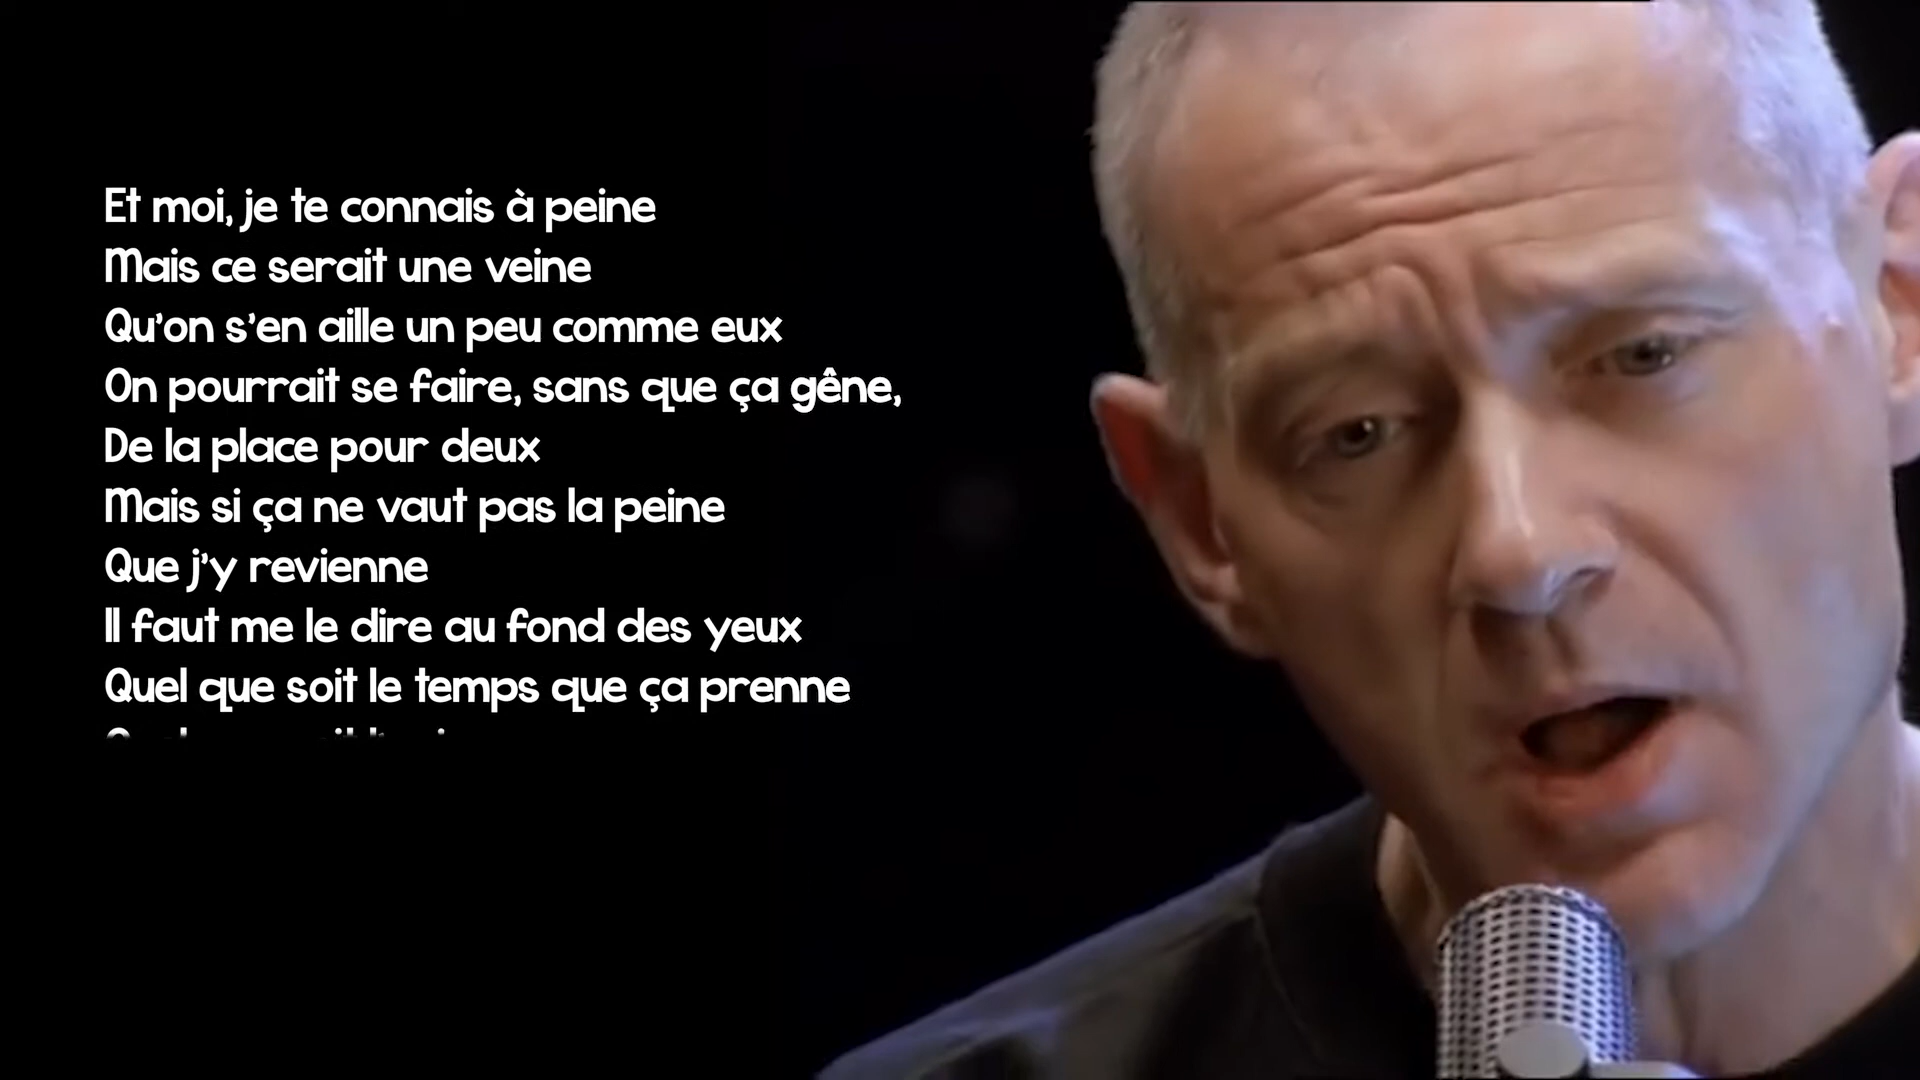 Et moi, je te connais à peine
Mais ce serait une veine
Qu'on s'en aille un peu comme eux
On pourrait se faire, sans que ça gêne,
De la place pour deux
Mais si ça ne vaut pas la peine
Que j'y revienne
Il faut me le dire au fond des yeux
Quel que soit le temps que ça prenne